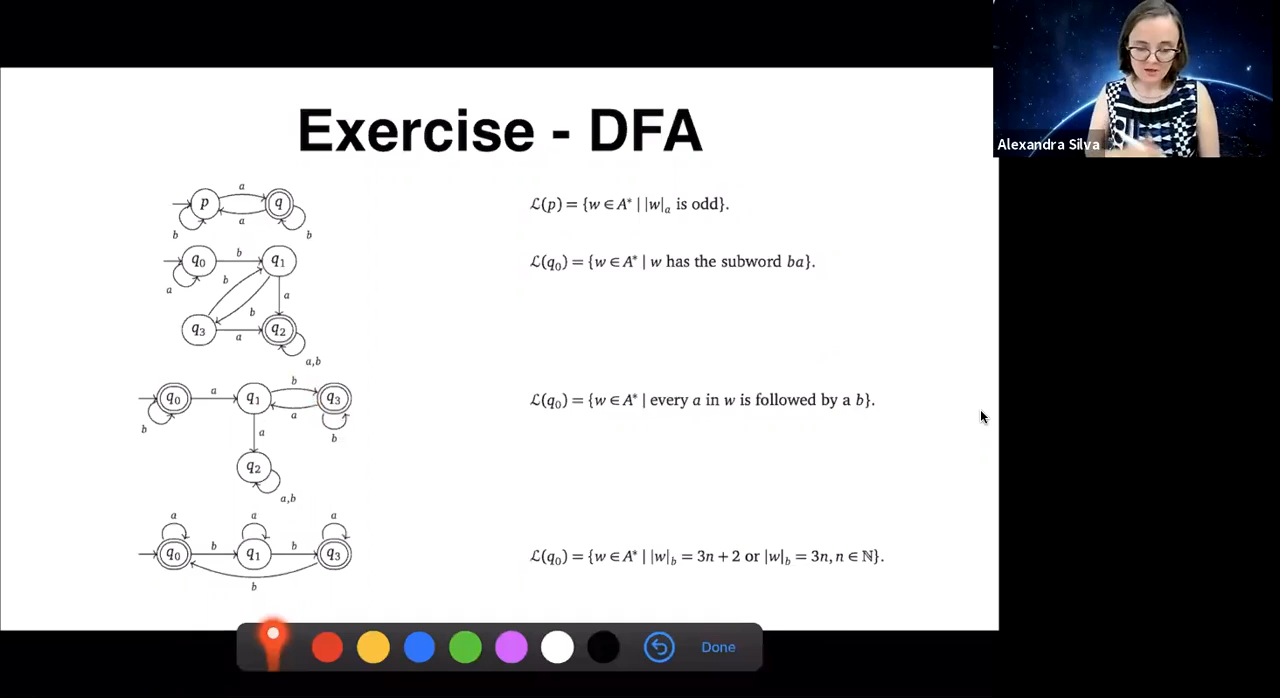 Alexandra Silva
Exercise - DFA
a
p q
a
b b
ℒ(p) = {w ∈ A* | |w|ₐ is odd}.
q₀ b q₁
a b a
b
q₃ a q₂
a,b
ℒ(q₀) = {w ∈ A* | w has the subword ba}.
q₀ a q₁ b q₃
a
b b
a
q₂
a,b
ℒ(q₀) = {w ∈ A* | every a in w is followed by a b}.
a a a
q₀ b q₁ b q₃
b
ℒ(q₀) = {w ∈ A* | |w|_b = 3n + 2 or |w|_b = 3n, n ∈ ℕ}.
Done